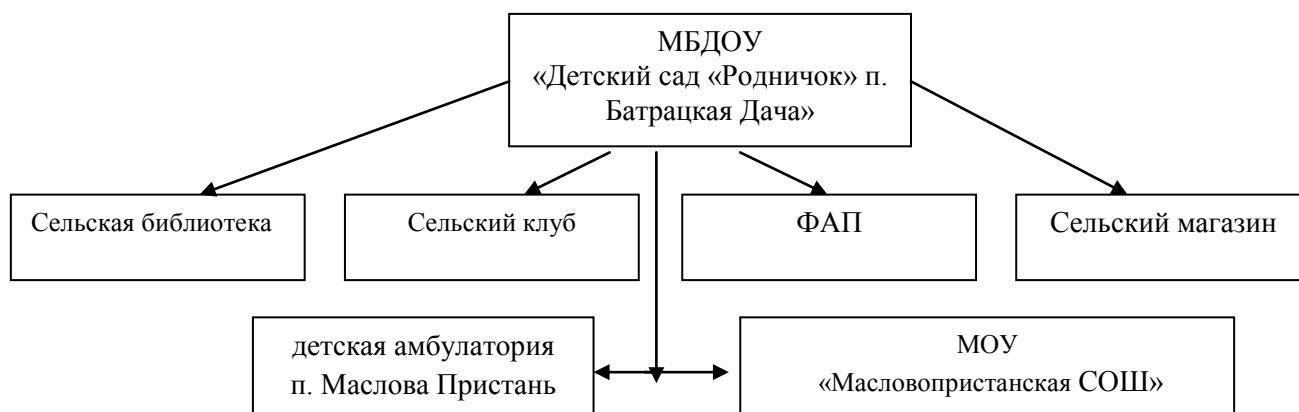 МБДОУ
«Детский сад «Родничок» п.
Батрацкая Дача»
Сельская библиотека
Сельский клуб
ФАП
Сельский магазин
детская амбулатория
п. Маслова Пристань
МОУ
«Масловопристанская СОШ»